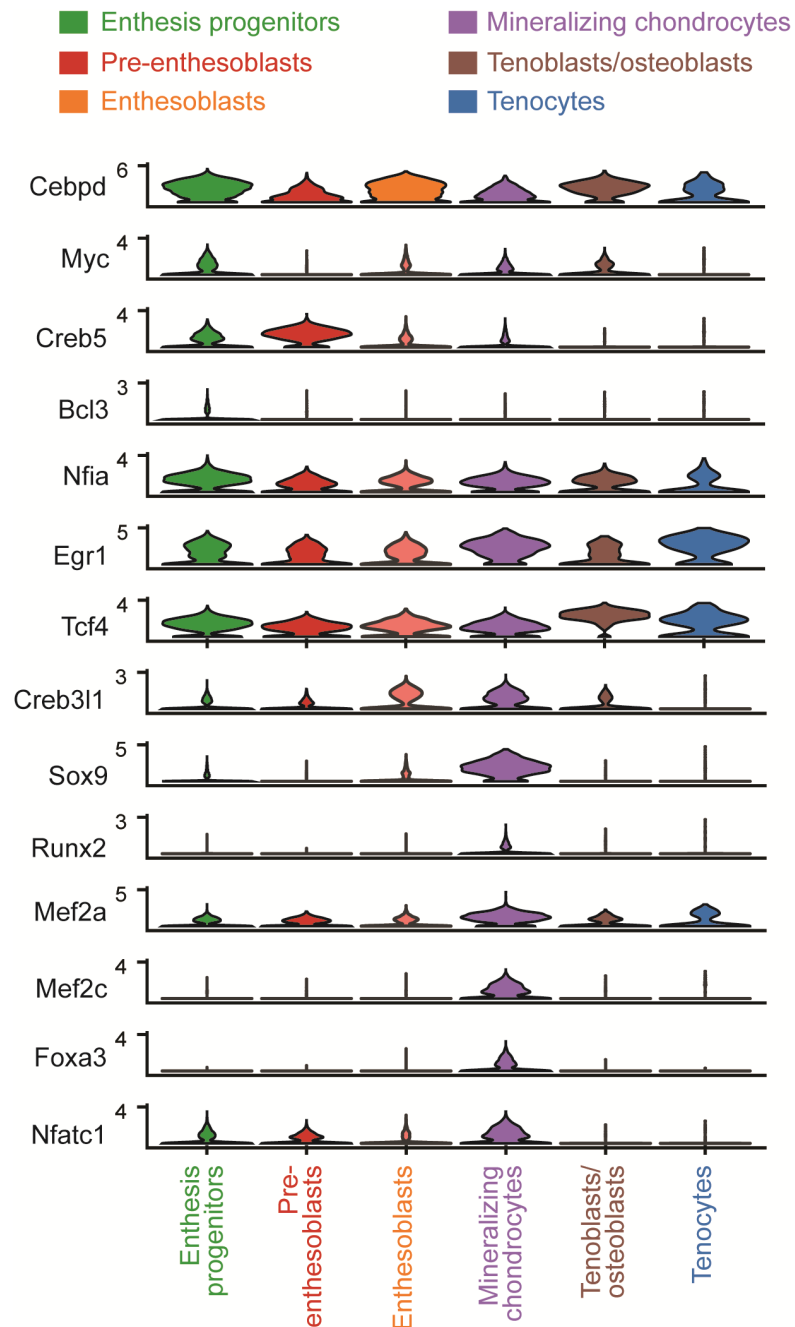 Enthesis progenitors
Pre-enthesoblasts
Enthesoblasts
Mineralizing chondrocytes
Tenoblasts/osteoblasts
Tenocytes
6
Cebpd
4
Myc
4
Creb5
3
Bcl3
4
Nfia
5
Egr1
4
Tcf4
3
Creb3l1
5
Sox9
3
Runx2
5
Mef2a
4
Mef2c
4
Foxa3
4
Nfatc1
Enthesis
progenitors
Pre-
enthesoblasts
Enthesoblasts
Mineralizing
chondrocytes
Tenoblasts/
osteoblasts
Tenocytes